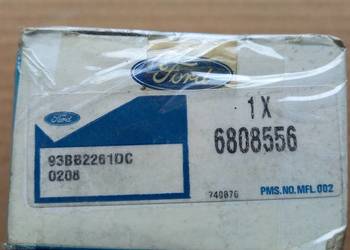 Ford
Ford
1 X
6808556
93BB2261DC
0208
740876
PMS.NO.MFL.002